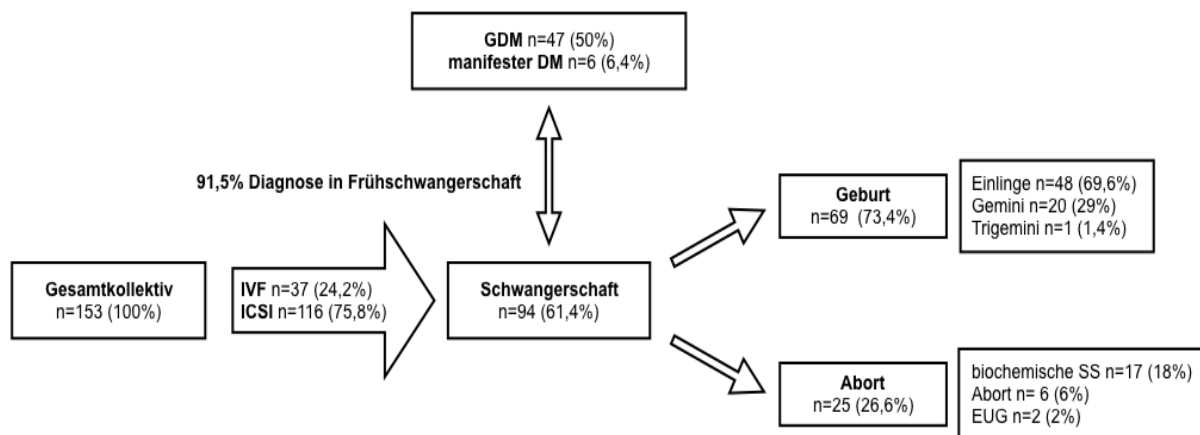 GDM n=47 (50%)
manifester DM n=6 (6,4%)
91,5% Diagnose in Frühschwangerschaft
Gesamtkollektiv
n=153 (100%)
IVF n=37 (24,2%)
ICSI n=116 (75,8%)
Schwangerschaft
n=94 (61,4%)
Geburt
n=69 (73,4%)
Einlinge n=48 (69,6%)
Gemini n=20 (29%)
Trigemini n=1 (1,4%)
Abort
n=25 (26,6%)
biochemische SS n=17 (18%)
Abort n= 6 (6%)
EUG n=2 (2%)